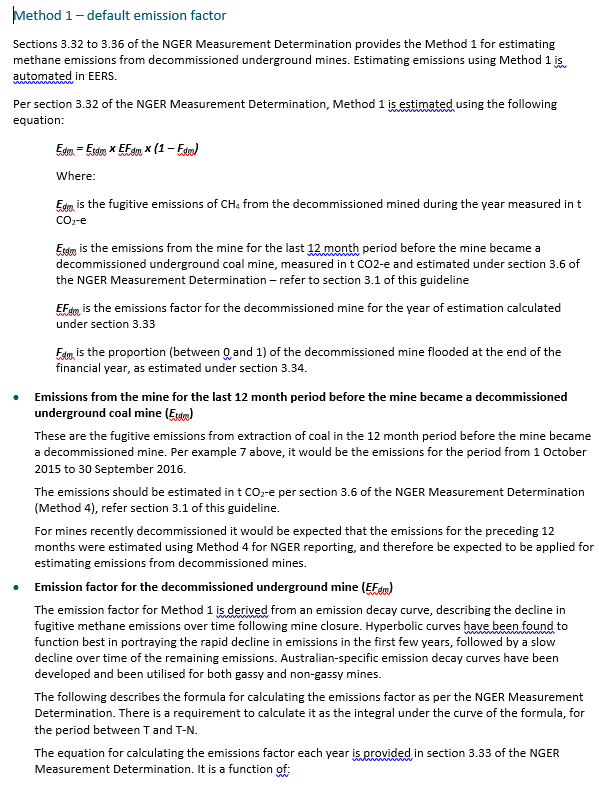 Method 1 – default emission factor
Sections 3.32 to 3.36 of the NGER Measurement Determination provides the Method 1 for estimating
methane emissions from decommissioned underground mines. Estimating emissions using Method 1 is
automated in EERS.
Per section 3.32 of the NGER Measurement Determination, Method 1 is estimated using the following
equation:
Edm = Etdm x EFdm x (1 – Fdm)
Where:
Edm is the fugitive emissions of CH₄ from the decommissioned mined during the year measured in t
CO₂-e
Etdm is the emissions from the mine for the last 12 month period before the mine became a
decommissioned underground coal mine, measured in t CO2-e and estimated under section 3.6 of
the NGER Measurement Determination – refer to section 3.1 of this guideline
EFdm is the emissions factor for the decommissioned mine for the year of estimation calculated
under section 3.33
Fdm is the proportion (between 0 and 1) of the decommissioned mine flooded at the end of the
financial year, as estimated under section 3.34.
• Emissions from the mine for the last 12 month period before the mine became a decommissioned
underground coal mine (Etdm)
These are the fugitive emissions from extraction of coal in the 12 month period before the mine became
a decommissioned mine. Per example 7 above, it would be the emissions for the period from 1 October
2015 to 30 September 2016.
The emissions should be estimated in t CO₂-e per section 3.6 of the NGER Measurement Determination
(Method 4), refer section 3.1 of this guideline.
For mines recently decommissioned it would be expected that the emissions for the preceding 12
months were estimated using Method 4 for NGER reporting, and therefore be expected to be applied for
estimating emissions from decommissioned mines.
• Emission factor for the decommissioned underground mine (EFdm)
The emission factor for Method 1 is derived from an emission decay curve, describing the decline in
fugitive methane emissions over time following mine closure. Hyperbolic curves have been found to
function best in portraying the rapid decline in emissions in the first few years, followed by a slow
decline over time of the remaining emissions. Australian-specific emission decay curves have been
developed and been utilised for both gassy and non-gassy mines.
The following describes the formula for calculating the emissions factor as per the NGER Measurement
Determination. There is a requirement to calculate it as the integral under the curve of the formula, for
the period between T and T-N.
The equation for calculating the emissions factor each year is provided in section 3.33 of the NGER
Measurement Determination. It is a function of: